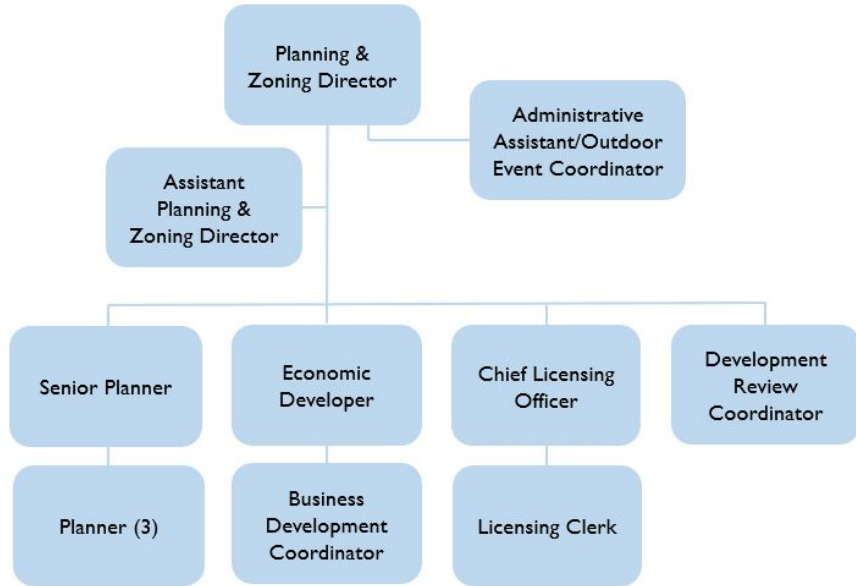 Planning &
Zoning Director
Administrative
Assistant/Outdoor
Event Coordinator
Assistant
Planning &
Zoning Director
Senior Planner
Economic
Developer
Chief Licensing
Officer
Development
Review
Coordinator
Planner (3)
Business
Development
Coordinator
Licensing Clerk